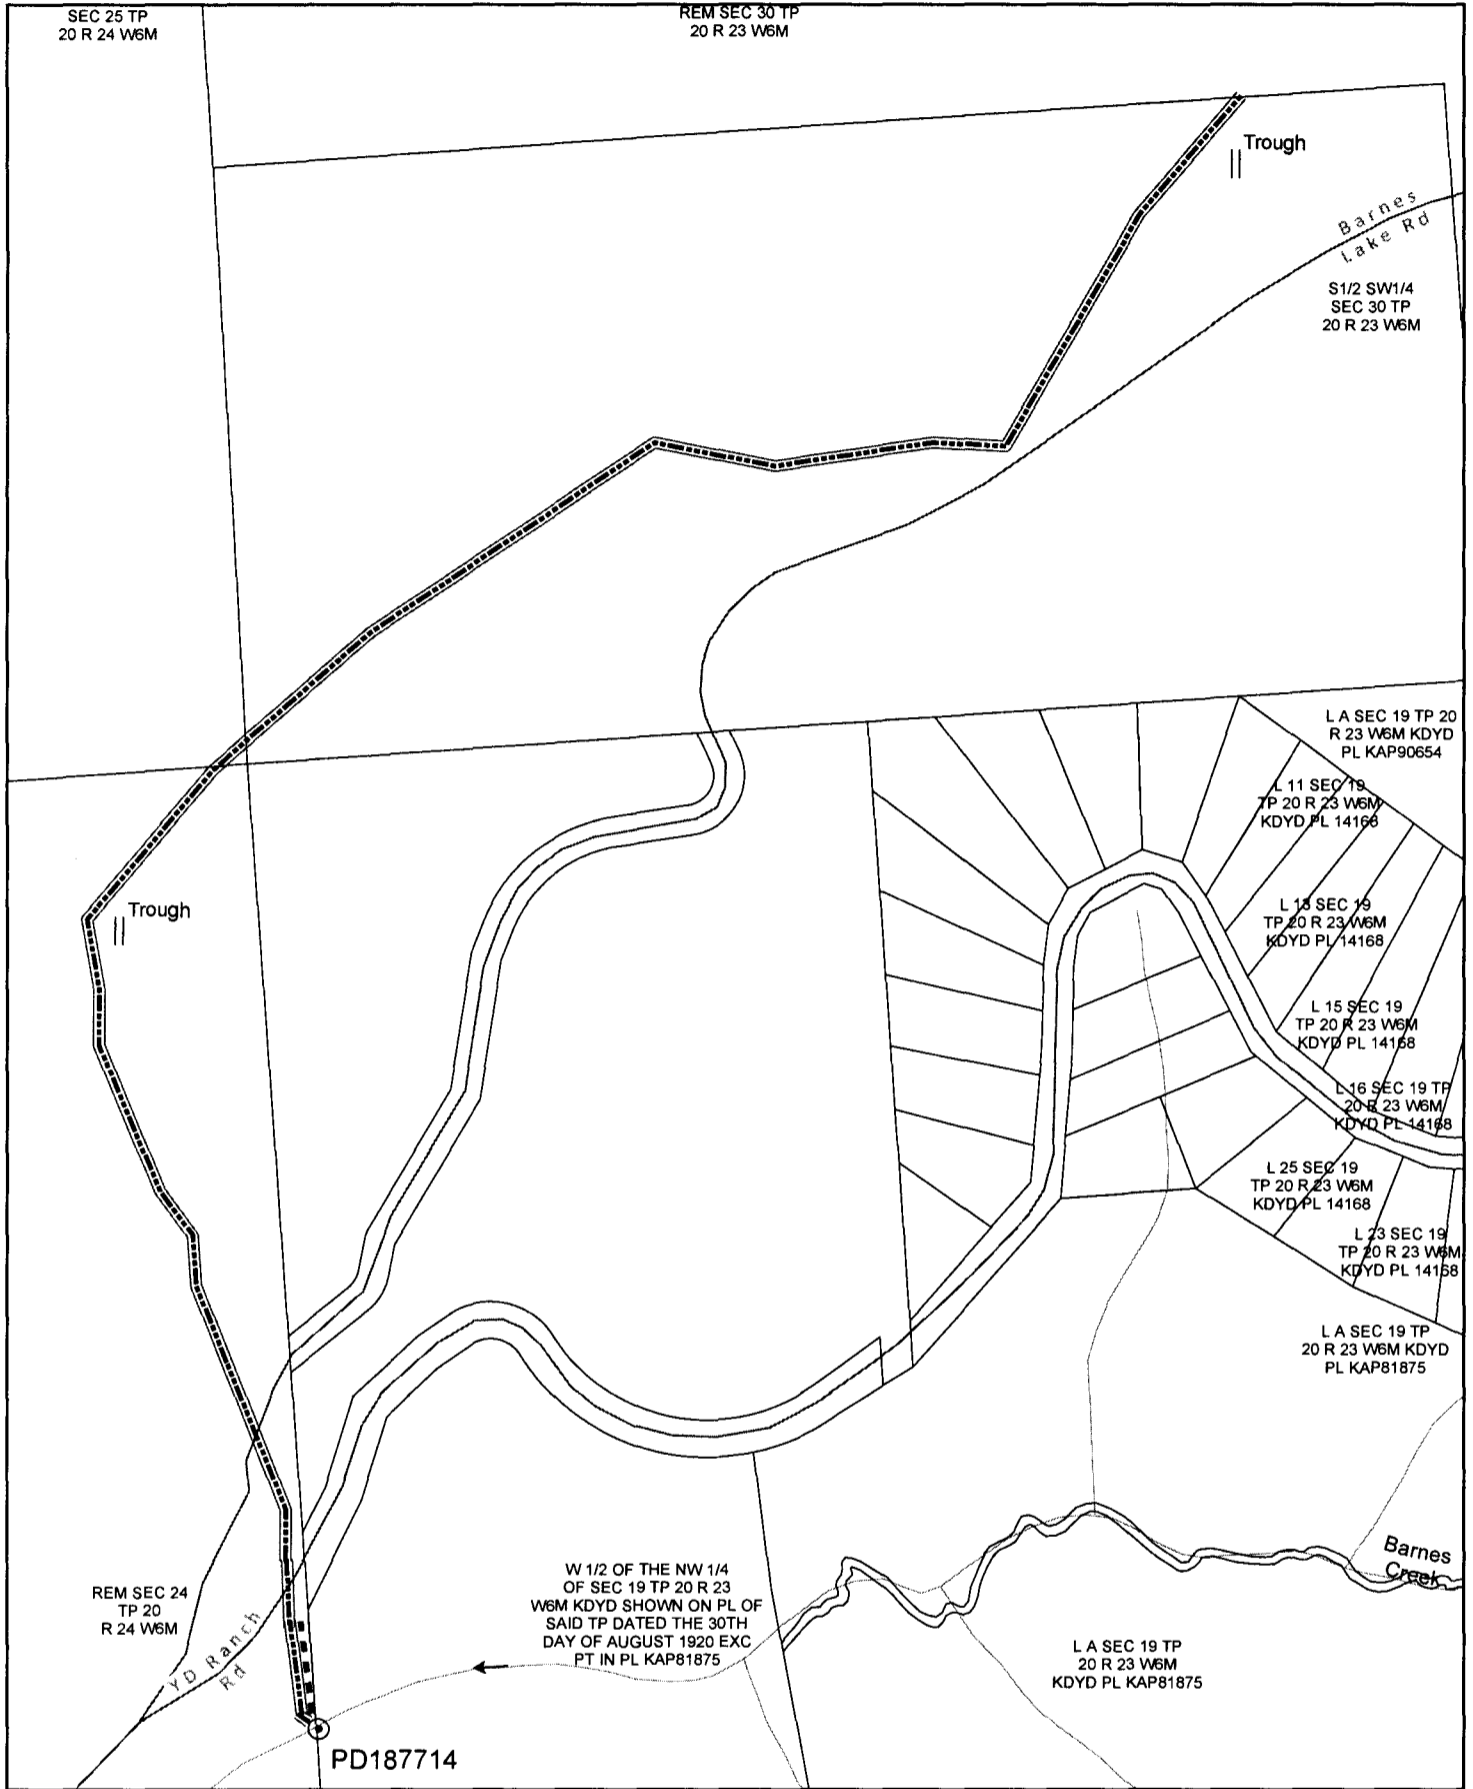 SEC 25 TP
20 R 24 W6M
REM SEC 30 TP
20 R 23 W6M
Trough
Barnes
Lake Rd
S1/2 SW1/4
SEC 30 TP
20 R 23 W6M
L A SEC 19 TP 20
R 23 W6M KDYD
PL KAP90654
L 11 SEC 19
TP 20 R 23 W6M
KDYD PL 14168
Trough
L 13 SEC 19
TP 20 R 23 W6M
KDYD PL 14168
L 15 SEC 19
TP 20 R 23 W6M
KDYD PL 14168
L 16 SEC 19 TP
20 R 23 W6M
KDYD PL 14168
L 25 SEC 19
TP 20 R 23 W6M
KDYD PL 14168
L 23 SEC 19
TP 20 R 23 W6M
KDYD PL 14168
L A SEC 19 TP
20 R 23 W6M KDYD
PL KAP81875
Barnes
Creek
W 1/2 OF THE NW 1/4
OF SEC 19 TP 20 R 23
W6M KDYD SHOWN ON PL OF
SAID TP DATED THE 30TH
DAY OF AUGUST 1920 EXC
PT IN PL KAP81875
REM SEC 24
TP 20
R 24 W6M
YD Ranch
Rd
L A SEC 19 TP
20 R 23 W6M
KDYD PL KAP81875
PD187714